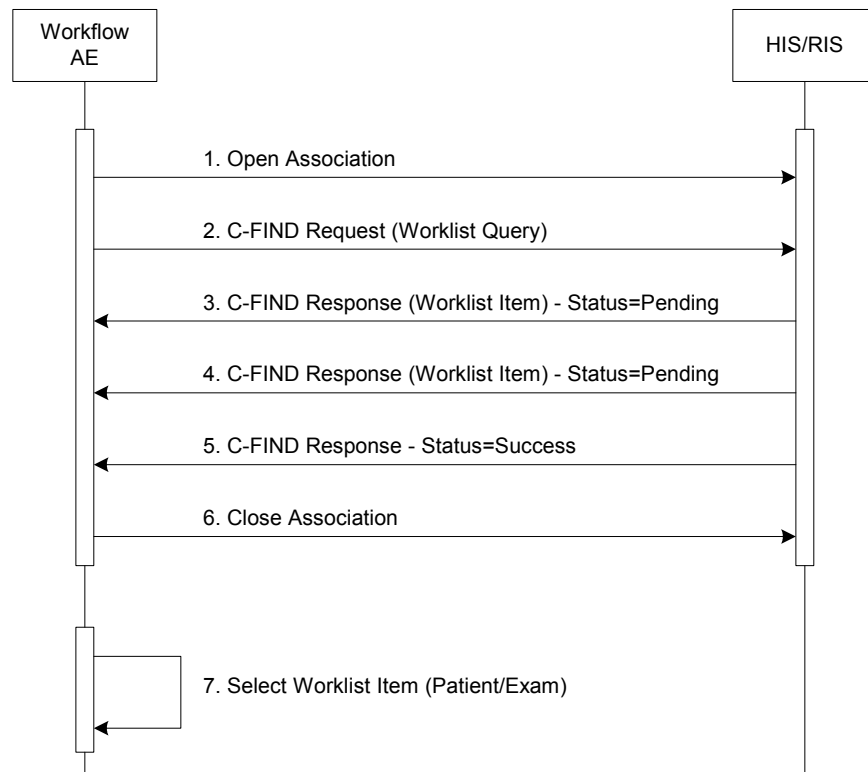 Workflow
AE
HIS/RIS
1. Open Association
2. C-FIND Request (Worklist Query)
3. C-FIND Response (Worklist Item) - Status=Pending
4. C-FIND Response (Worklist Item) - Status=Pending
5. C-FIND Response - Status=Success
6. Close Association
7. Select Worklist Item (Patient/Exam)